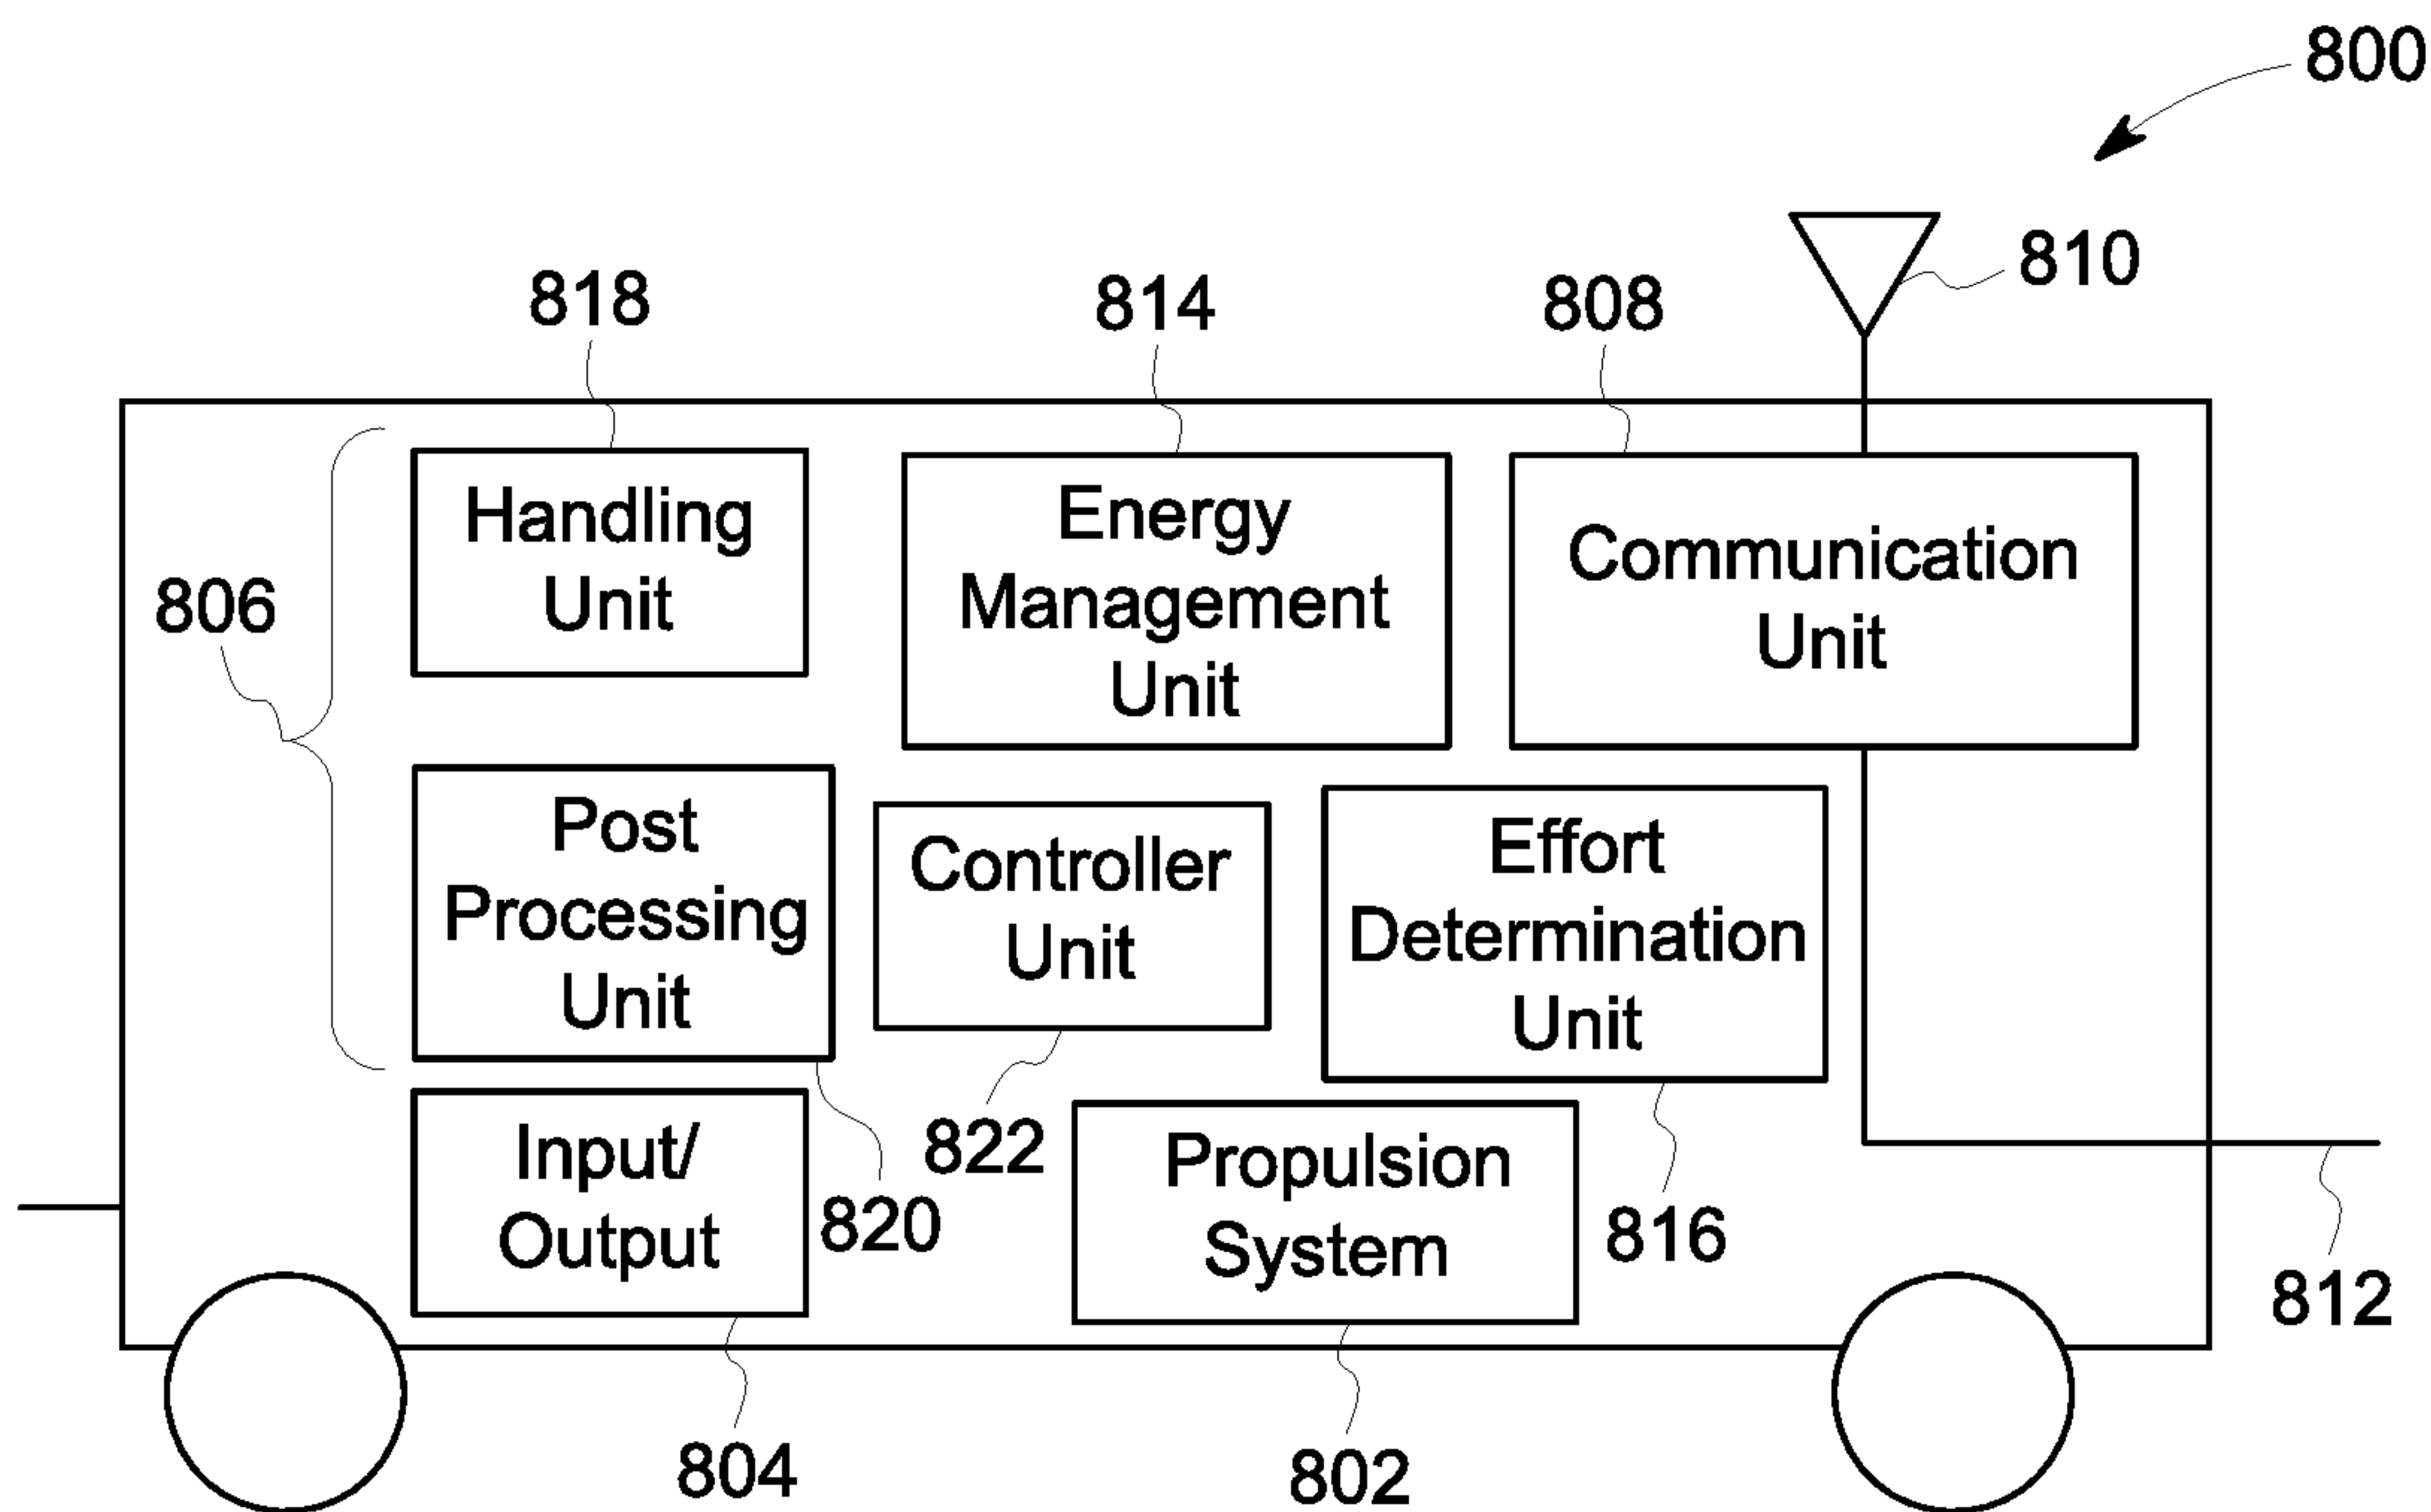 800
810
818
814
808
Handling
Unit
Energy
Management
Unit
Communication
Unit
806
Post
Processing
Unit
Controller
Unit
Effort
Determination
Unit
822
820
816
812
Input/
Output
Propulsion
System
804
802